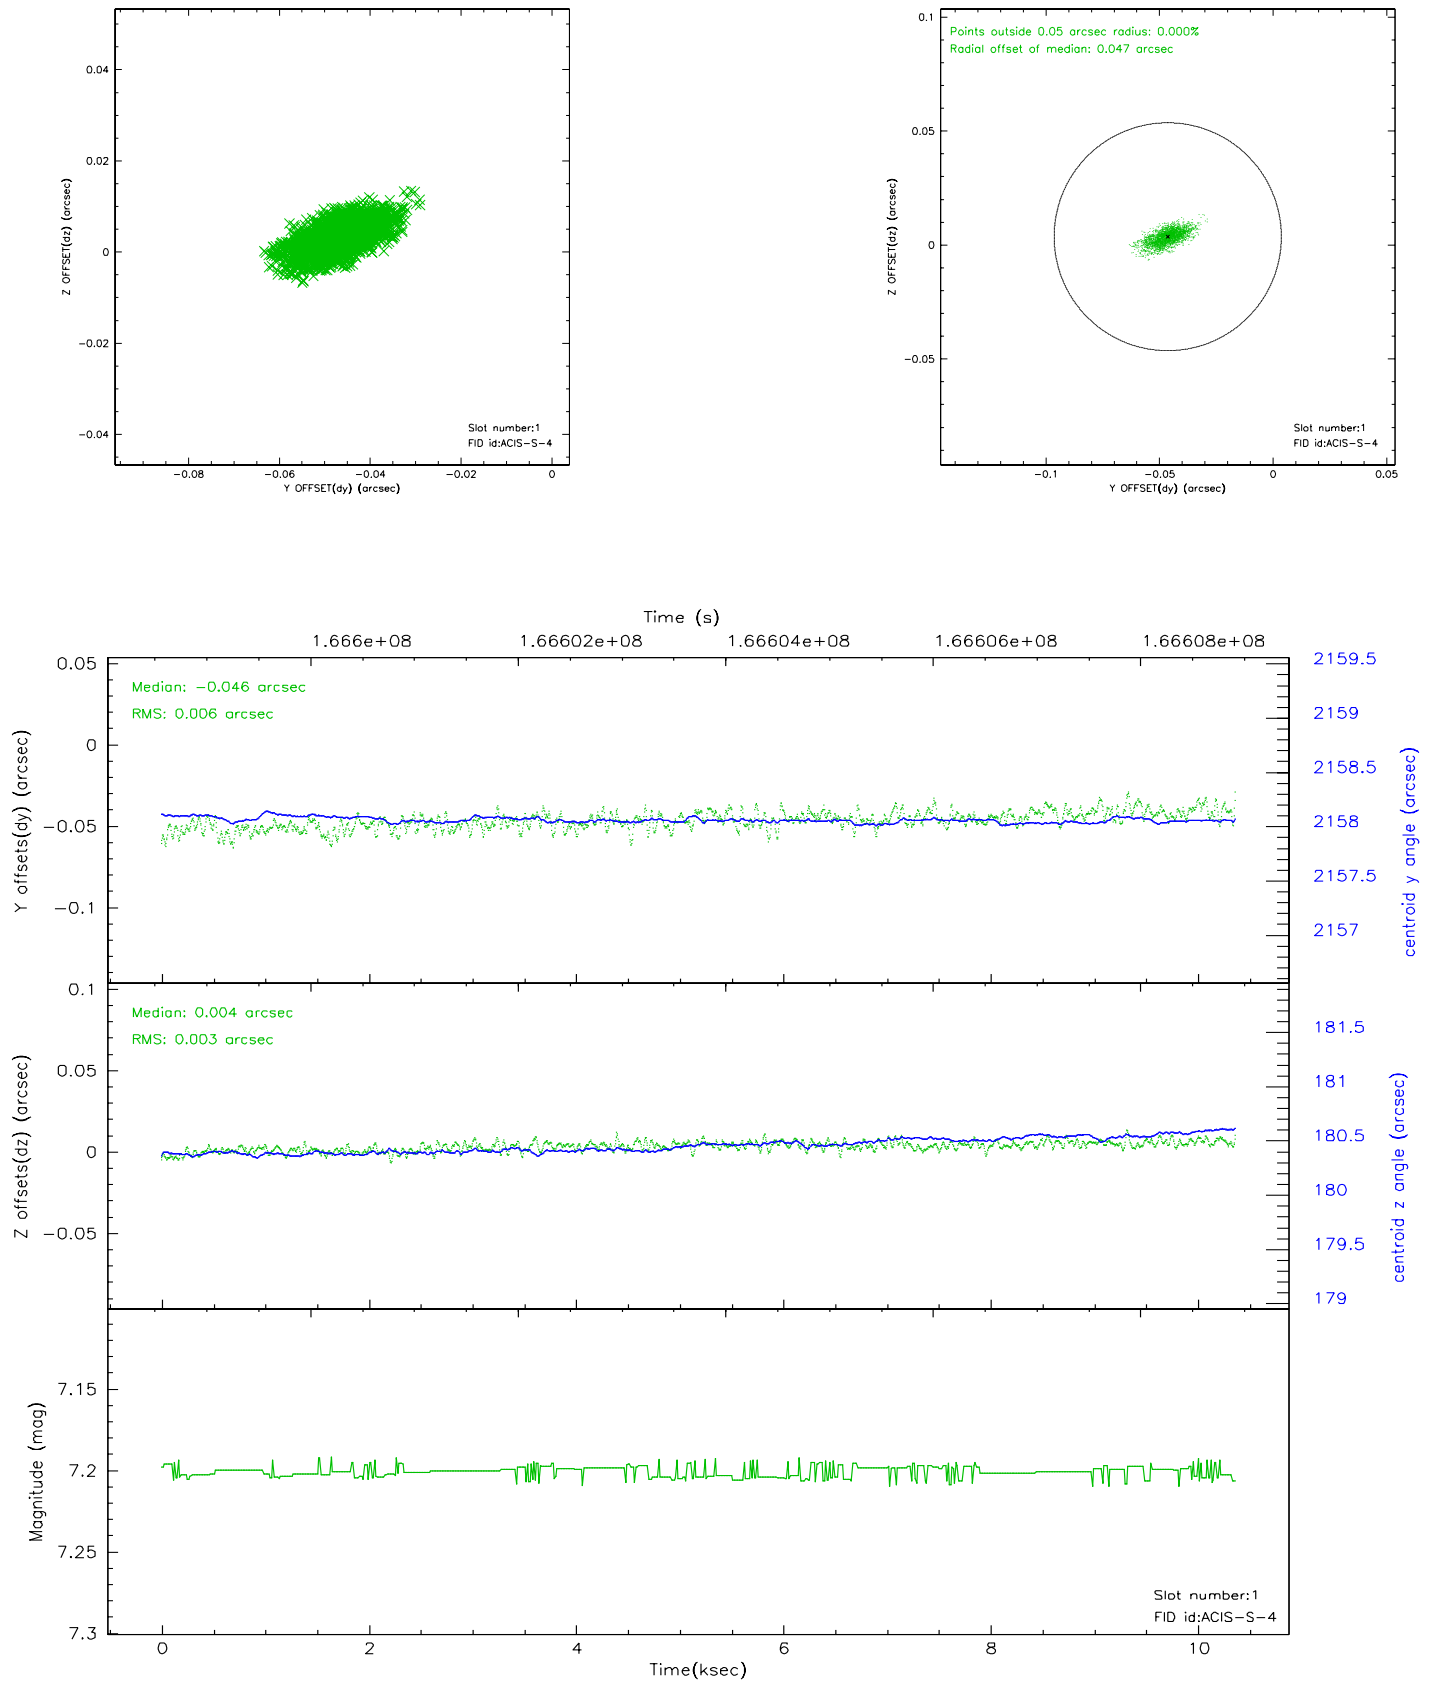 0.04
0.02
0
−0.02
−0.04
Z OFFSET(dz) (arcsec)
Slot number:1
FID id:ACIS−S−4
−0.08 −0.06 −0.04 −0.02 0
Y OFFSET(dy) (arcsec)
0.1
0.05
0
−0.05
Z OFFSET(dz) (arcsec)
Points outside 0.05 arcsec radius: 0.000%
Radial offset of median: 0.047 arcsec
Slot number:1
FID id:ACIS−S−4
−0.1 −0.05 0 0.05
Y OFFSET(dy) (arcsec)
Time (s)
1.666e+08 1.66602e+08 1.66604e+08 1.66606e+08 1.66608e+08
0.05
0
−0.05
−0.1
Y offsets(dy) (arcsec)
Median: −0.046 arcsec
RMS: 0.006 arcsec
2159.5
2159
2158.5
2158
2157.5
2157
centroid y angle (arcsec)
0.1
0.05
0
−0.05
Z offsets(dz) (arcsec)
Median: 0.004 arcsec
RMS: 0.003 arcsec
181.5
181
180.5
180
179.5
179
centroid z angle (arcsec)
7.15
7.2
7.25
7.3
Magnitude (mag)
Slot number:1
FID id:ACIS−S−4
0 2 4 6 8 10
Time(ksec)